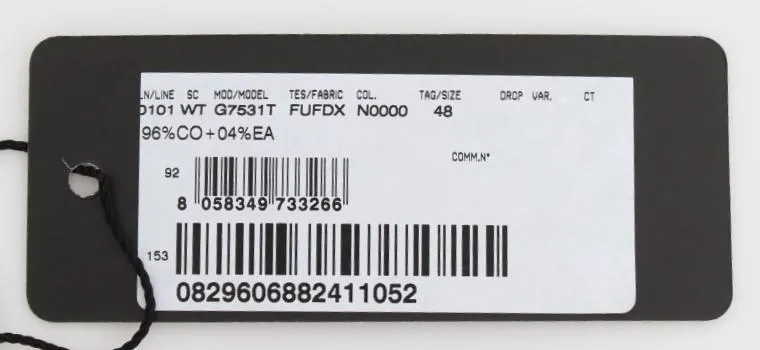 LN/LINE SC MOD/MODEL TES/FABRIC COL. TAG/SIZE DROP VAR. CT
0101 WT G7531T FUFDX N0000 48
96%CO+04%EA
COMM.N°
92
8 058349 733266
153
0829606882411052